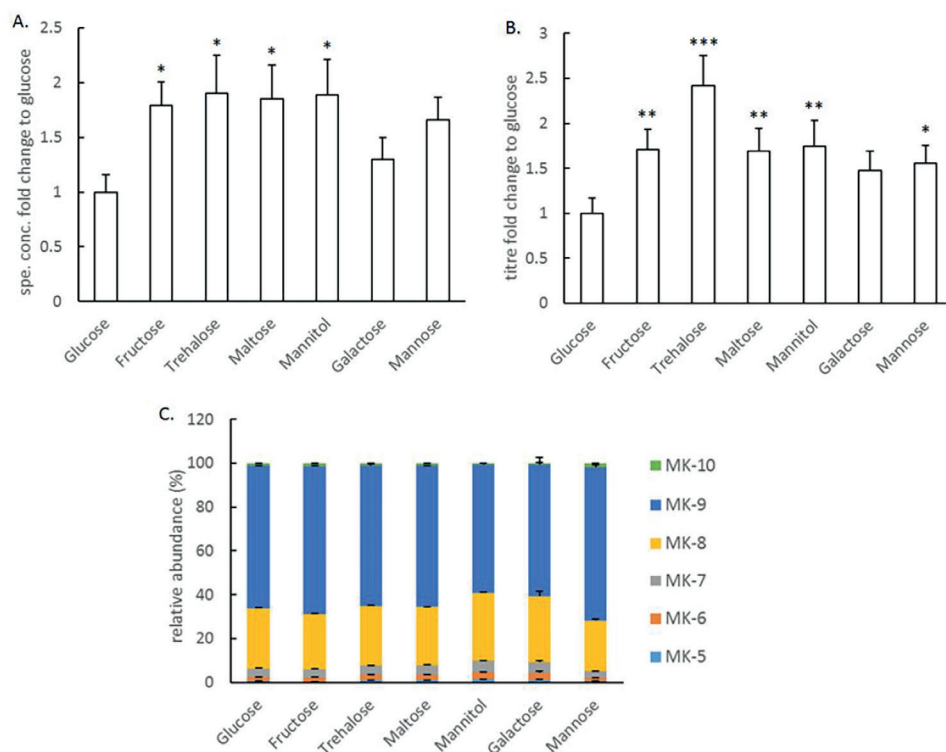 A.
spe. conc. fold change to glucose
2.5
2
1.5
1
0.5
0
* * * *
Glucose Fructose Trehalose Maltose Mannitol Galactose Mannose
B.
titre fold change to glucose
3
2.5
2
1.5
1
0.5
0
** *** ** ** *
Glucose Fructose Trehalose Maltose Mannitol Galactose Mannose
C.
relative abundance (%)
120
100
80
60
40
20
0
Glucose Fructose Trehalose Maltose Mannitol Galactose Mannose
MK-10
MK-9
MK-8
MK-7
MK-6
MK-5